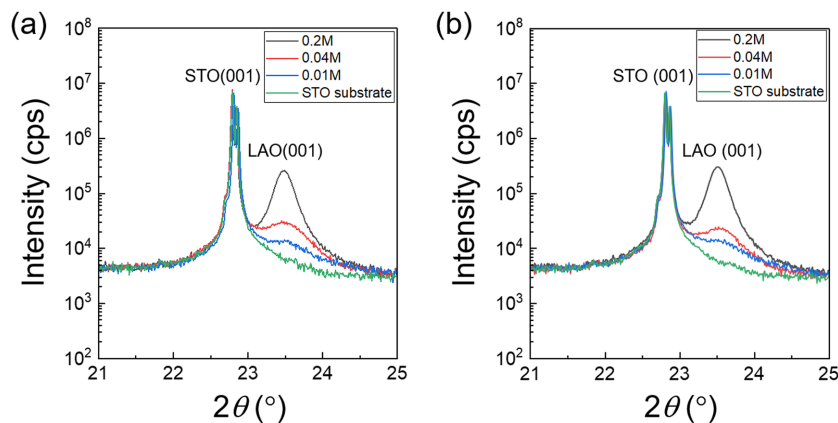 (a)
10⁸
10⁷
10⁶
10⁵
10⁴
10³
10²
Intensity (cps)
0.2M
0.04M
0.01M
STO substrate
STO(001)
LAO(001)
21 22 23 24 25
2θ (°)
(b)
10⁸
10⁷
10⁶
10⁵
10⁴
10³
10²
Intensity (cps)
0.2M
0.04M
0.01M
STO substrate
STO (001)
LAO (001)
21 22 23 24 25
2θ (°)